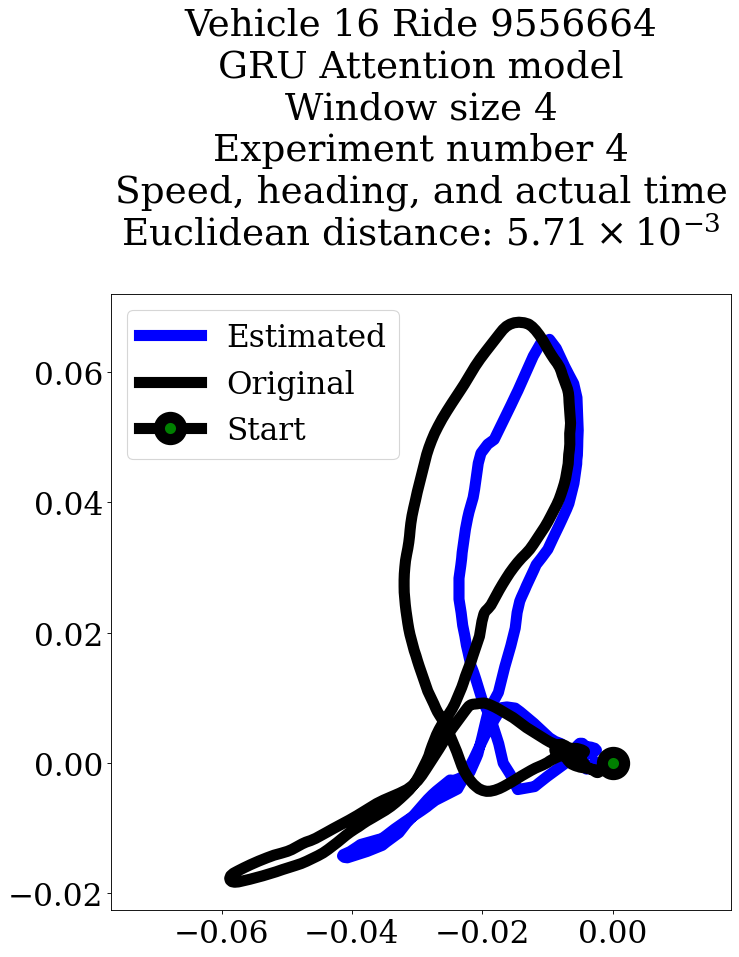 Vehicle 16 Ride 9556664
GRU Attention model
Window size 4
Experiment number 4
Speed, heading, and actual time
Euclidean distance: 5.71 × 10⁻³
Estimated
Original
Start
0.06
0.04
0.02
0.00
−0.02
−0.06 −0.04 −0.02 0.00